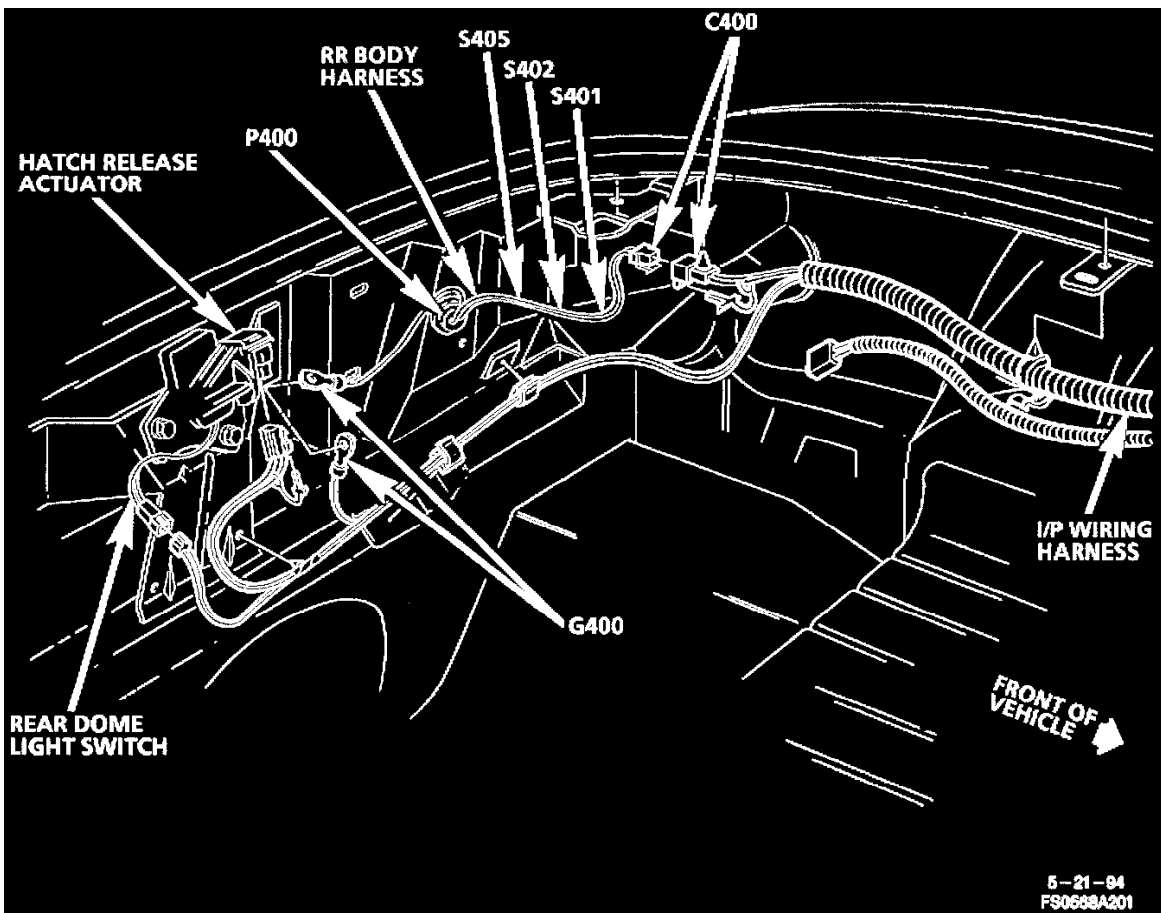 C400
S405
RR BODY
HARNESS
S402
S401
P400
HATCH RELEASE
ACTUATOR
I/P WIRING
HARNESS
G400
FRONT OF
VEHICLE
REAR DOME
LIGHT SWITCH
5-21-94
FS0568A201